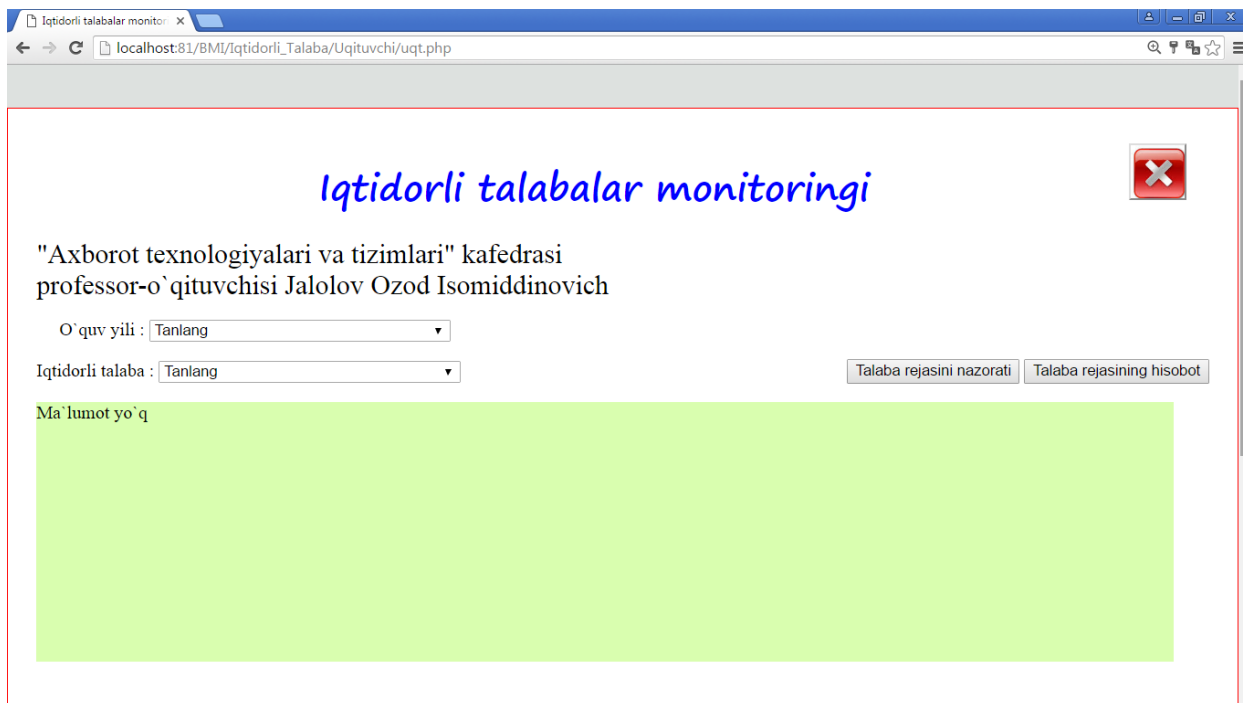 Iqtidorli talabalar monitori
localhost:81/BMI/Iqtidorli_Talaba/Uqituvchi/uqt.php
Iqtidorli talabalar monitoringi
"Axborot texnologiyalari va tizimlari" kafedrasi
professor-o`qituvchisi Jalolov Ozod Isomiddinovich
O`quv yili : Tanlang
Iqtidorli talaba : Tanlang Talaba rejasini nazorati Talaba rejasining hisobot
Ma`lumot yo`q